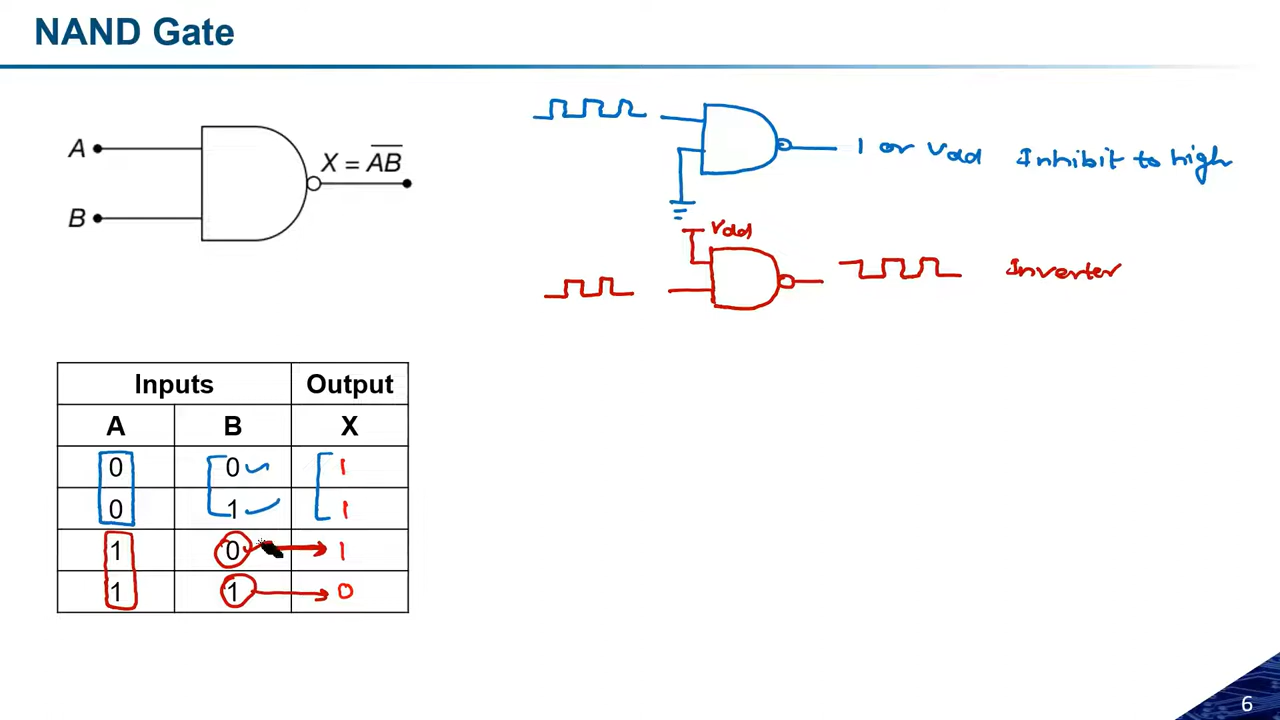 NAND Gate
A
X = \overline{AB}
B
1 or Vdd Inhibit to high
Vdd
Inverter
Inputs Output
A B X
0 0 1
0 1 1
1 0 1
1 1 0
6